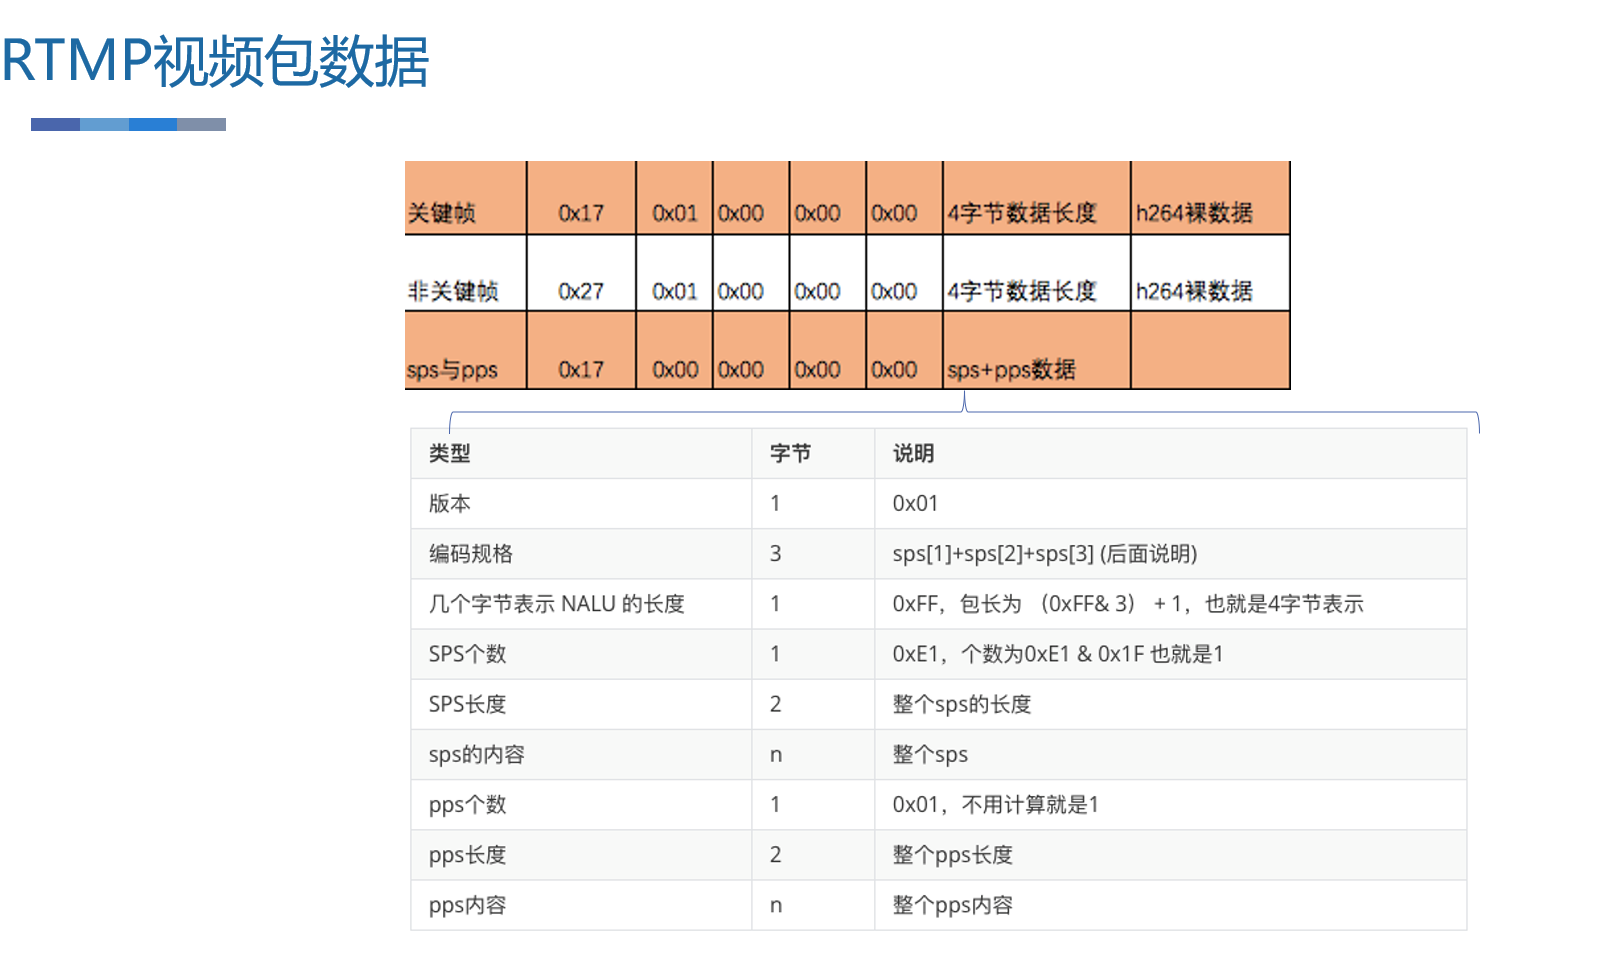 RTMP视频包数据
关键帧 0x17 0x01 0x00 0x00 0x00 4字节数据长度 h264裸数据
非关键帧 0x27 0x01 0x00 0x00 0x00 4字节数据长度 h264裸数据
sps与pps 0x17 0x00 0x00 0x00 0x00 sps+pps数据
类型 字节 说明
版本 1 0x01
编码规格 3 sps[1]+sps[2]+sps[3] (后面说明)
几个字节表示 NALU 的长度 1 0xFF，包长为 （0xFF& 3） + 1，也就是4字节表示
SPS个数 1 0xE1，个数为0xE1 & 0x1F 也就是1
SPS长度 2 整个sps的长度
sps的内容 n 整个sps
pps个数 1 0x01，不用计算就是1
pps长度 2 整个pps长度
pps内容 n 整个pps内容